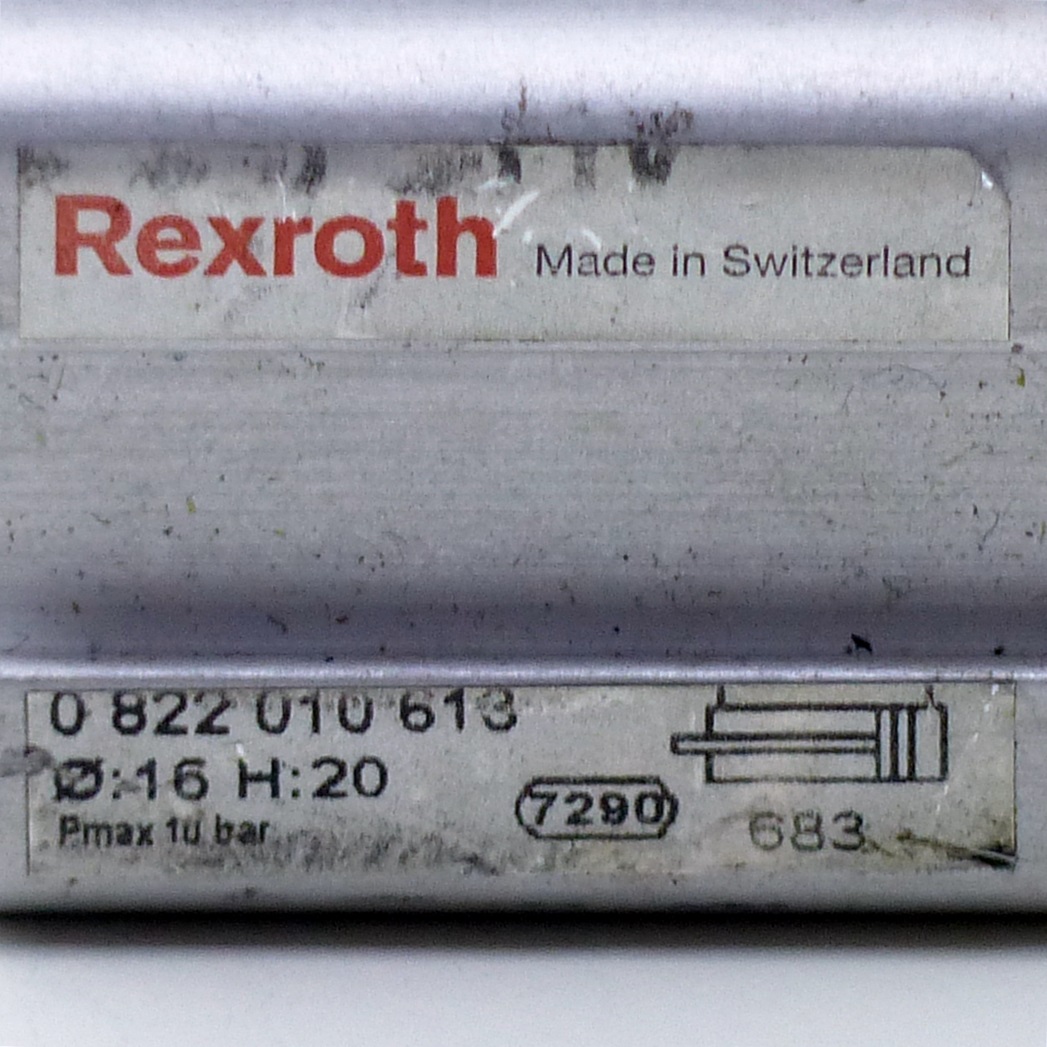 Rexroth Made in Switzerland
0 822 010 613
Ø:16 H:20
Pmax 10 bar
7290
683